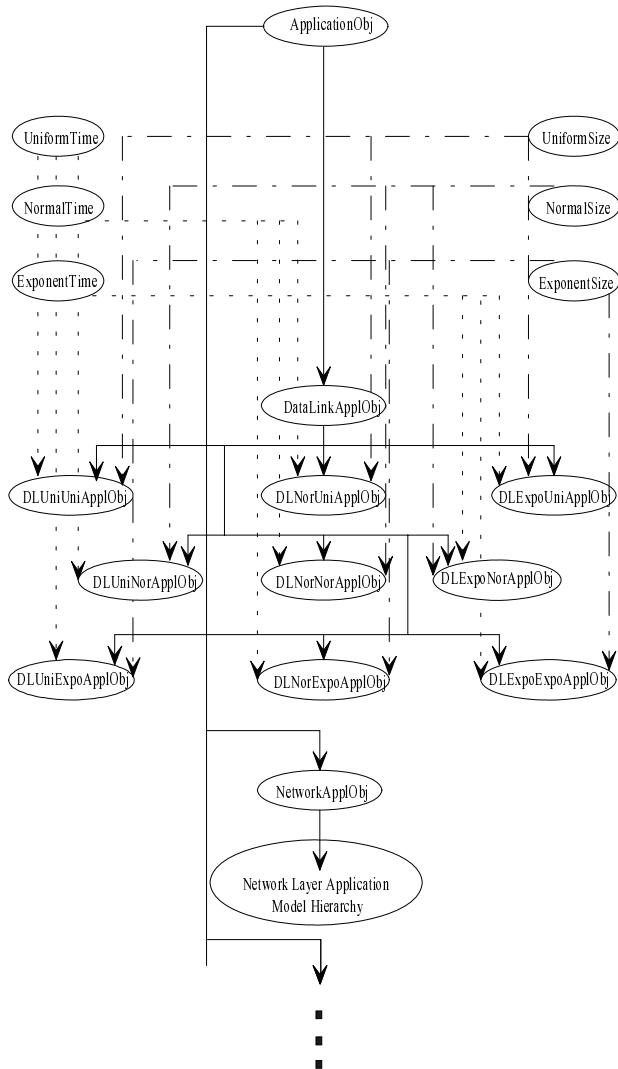 ApplicationObj
UniformTime
UniformSize
NormalTime
NormalSize
ExponentTime
ExponentSize
DataLinkApplObj
DLUniUniApplObj
DLNorUniApplObj
DLExpoUniApplObj
DLUniNorApplObj
DLNorNorApplObj
DLExpoNorApplObj
DLUniExpoApplObj
DLNorExpoApplObj
DLExpoExpoApplObj
NetworkApplObj
Network Layer Application
Model Hierarchy